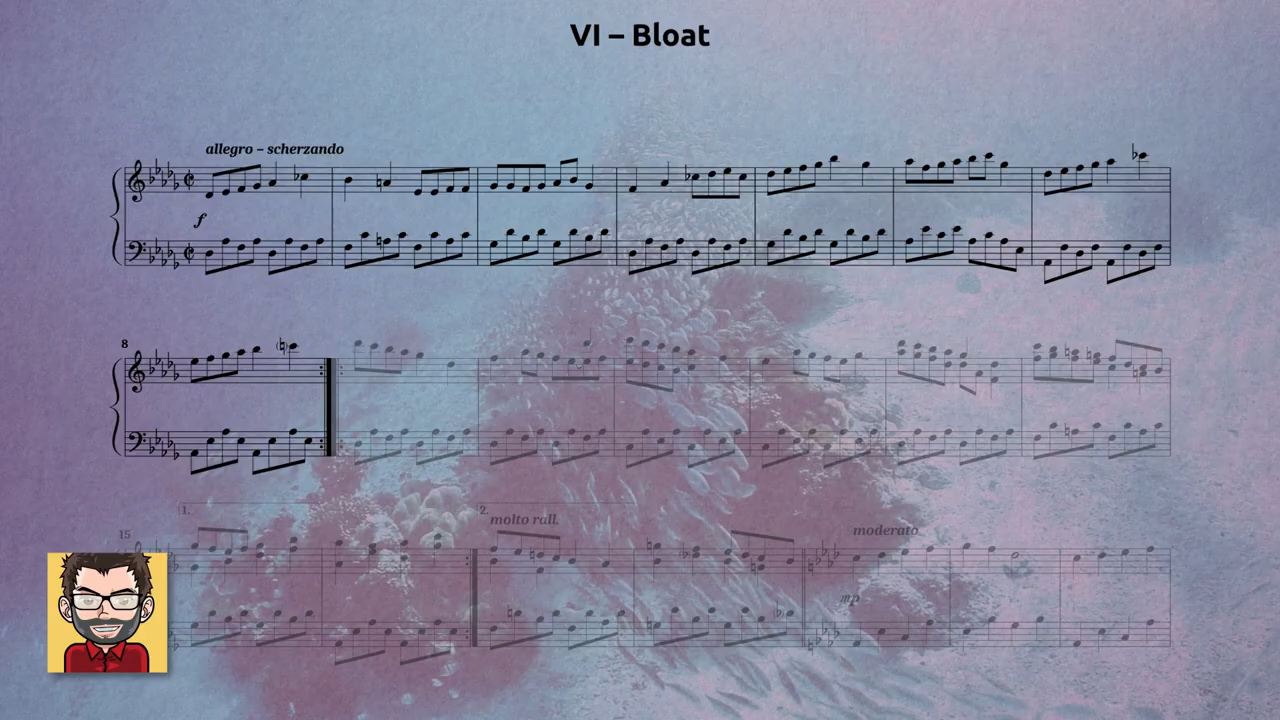 VI – Bloat
allegro – scherzando
f
8
1.
2.
molto rall.
15
moderato
mp